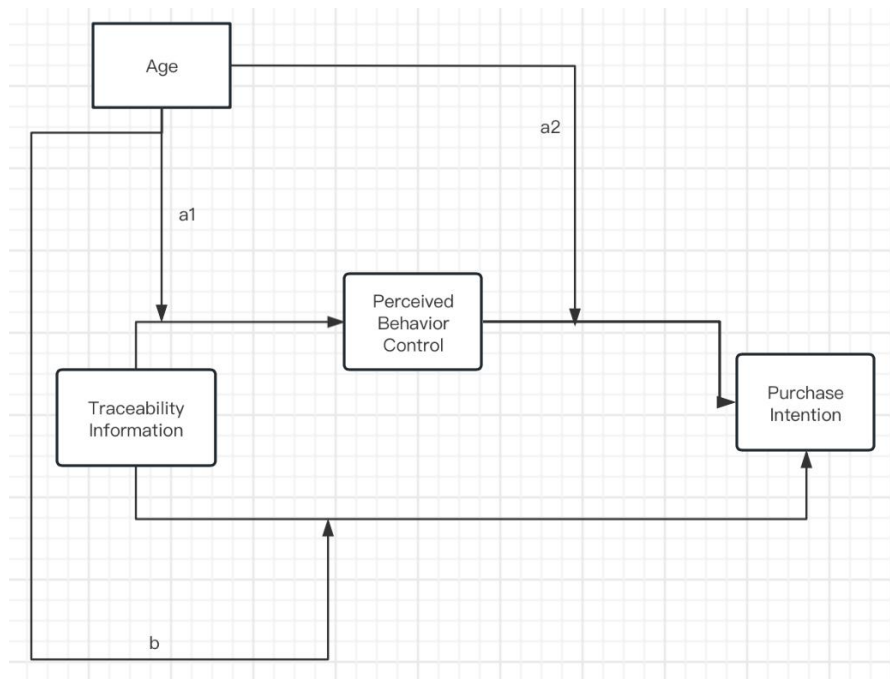 Age
a2
a1
Perceived
Behavior
Control
Traceability
Information
Purchase
Intention
b